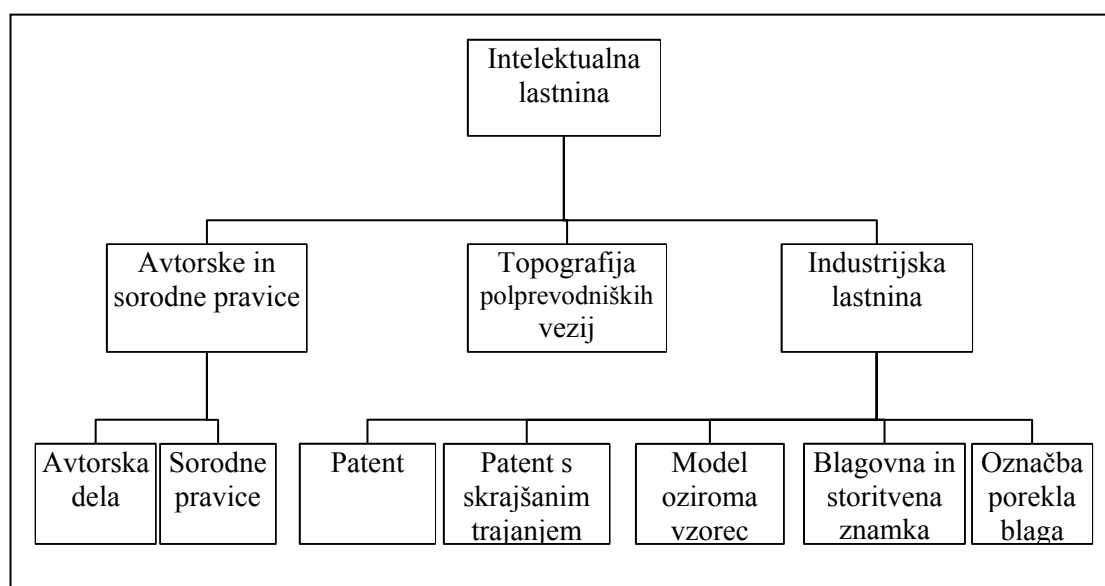 Intelektualna
lastnina
Avtorske in
sorodne pravice
Topografija
polprevodniških
vezij
Industrijska
lastnina
Avtorska
dela
Sorodne
pravice
Patent
Patent s
skrajšanim
trajanjem
Model
oziroma
vzorec
Blagovna in
storitvena
znamka
Označba
porekla
blaga